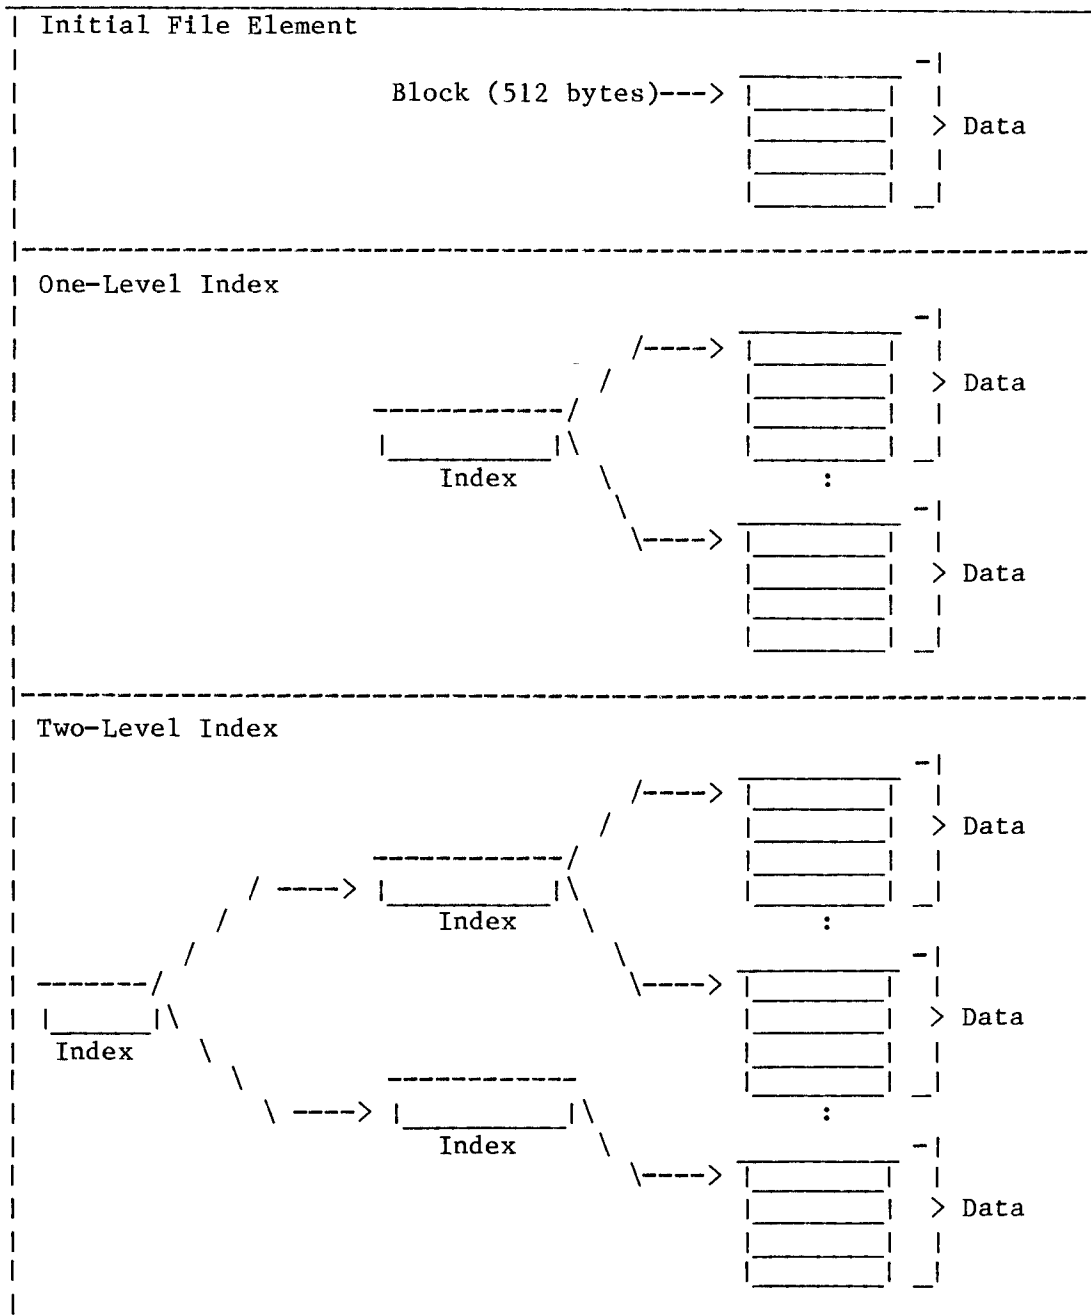 Initial File Element
Block (512 bytes)--->
Data
One-Level Index
Data
Index
:
Data
Two-Level Index
Data
Index
:
Data
Index
:
Index
Data